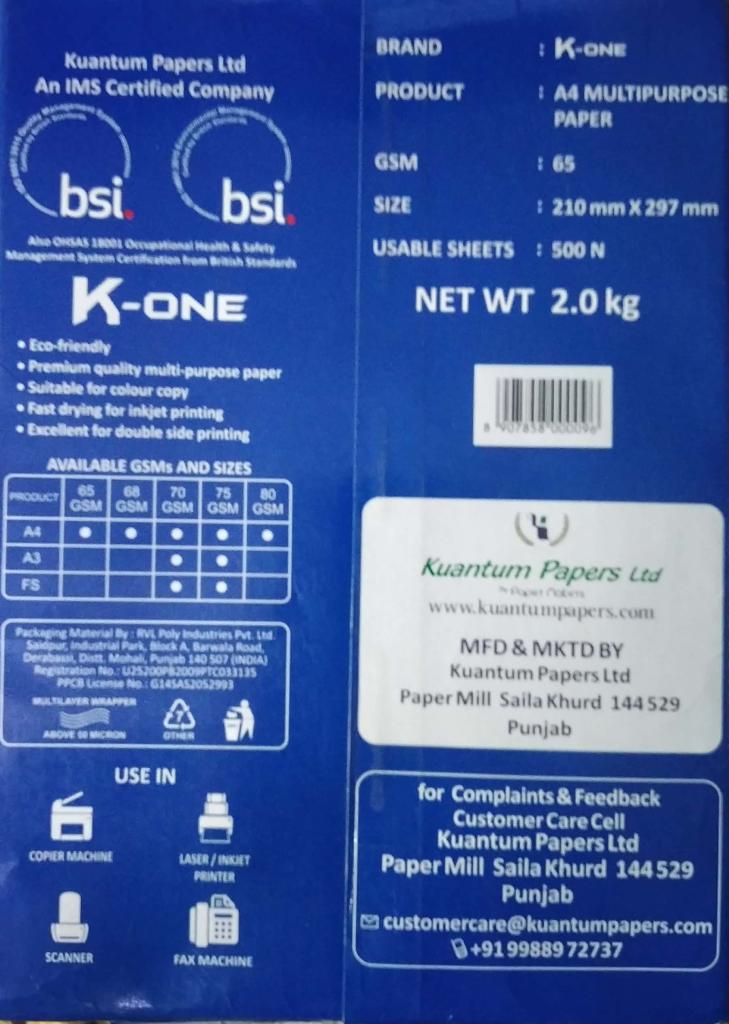 Kuantum Papers Ltd
An IMS Certified Company
bsi.
bsi.
Also OHSAS 18001 Occupational Health & Safety
Management System Certification from British Standards
K-ONE
• Eco-friendly
• Premium quality multi-purpose paper
• Suitable for colour copy
• Fast drying for inkjet printing
• Excellent for double side printing
AVAILABLE GSMs AND SIZES
PRODUCT 65 GSM 68 GSM 70 GSM 75 GSM 80 GSM
A4 • • • • •
A3 • •
FS • •
Packaging Material By : RVL Poly Industries Pvt. Ltd.
Saidpur, Industrial Park, Block A, Barwala Road,
Derabassi, Distt. Mohali, Punjab 140 507 (INDIA)
Registration No.: U25200PB2009PTC033135
PPCB License No.: G14SAS2052993
MULTILAYER WRAPPER
ABOVE 50 MICRON
7
OTHER
USE IN
COPIER MACHINE
LASER / INKJET
PRINTER
SCANNER
FAX MACHINE
BRAND : K-ONE
PRODUCT : A4 MULTIPURPOSE
PAPER
GSM : 65
SIZE : 210 mm X 297 mm
USABLE SHEETS : 500 N
NET WT 2.0 kg
8 907858 000096
Kuantum Papers Ltd
www.kuantumpapers.com
MFD & MKTD BY
Kuantum Papers Ltd
Paper Mill Saila Khurd 144 529
Punjab
for Complaints & Feedback
Customer Care Cell
Kuantum Papers Ltd
Paper Mill Saila Khurd 144 529
Punjab
customercare@kuantumpapers.com
+91 99889 72737